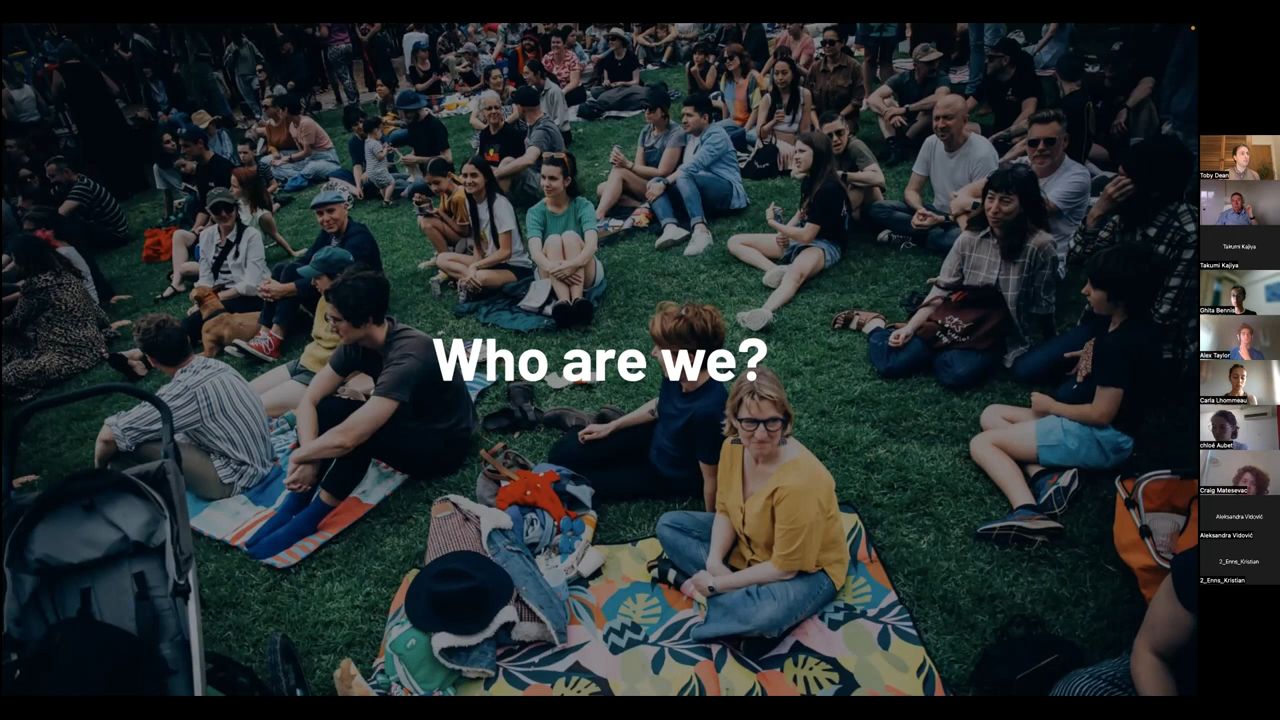 Who are we?
Toby Dean
Takumi Kajiya
Takumi Kajiya
Ghita Bennis
Alex Taylor
Carla Lhommeau
chloé Aubet
Craig Matesevac
Aleksandra Vidović
Aleksandra Vidović
2_Enns_Kristian
2_Enns_Kristian